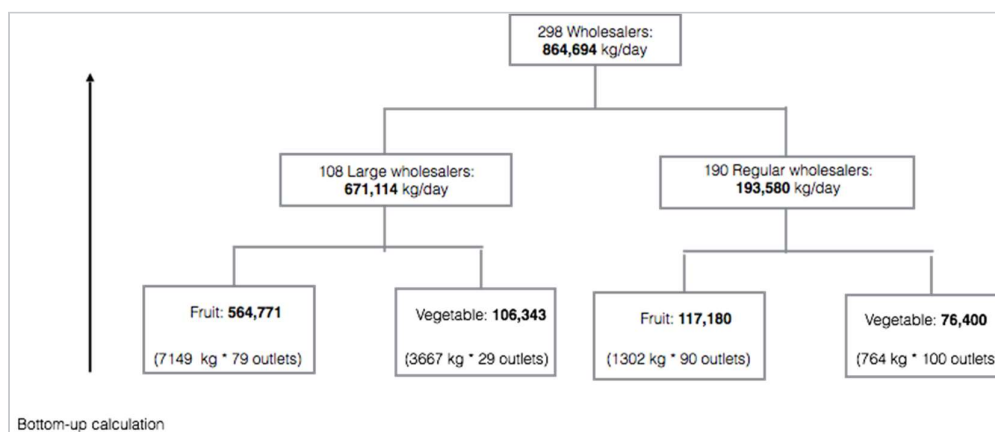 298 Wholesalers:
864,694 kg/day
108 Large wholesalers:
671,114 kg/day
190 Regular wholesalers:
193,580 kg/day
Fruit: 564,771
(7149 kg * 79 outlets)
Vegetable: 106,343
(3667 kg * 29 outlets)
Fruit: 117,180
(1302 kg * 90 outlets)
Vegetable: 76,400
(764 kg * 100 outlets
Bottom-up calculation